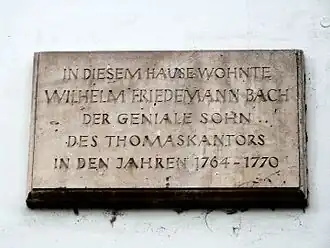 IN DIESEM HAUSE WOHNTE
WILHELM FRIEDEMANN BACH
DER GENIALE SOHN
DES THOMASKANTORS
IN DEN JAHREN 1764-1770